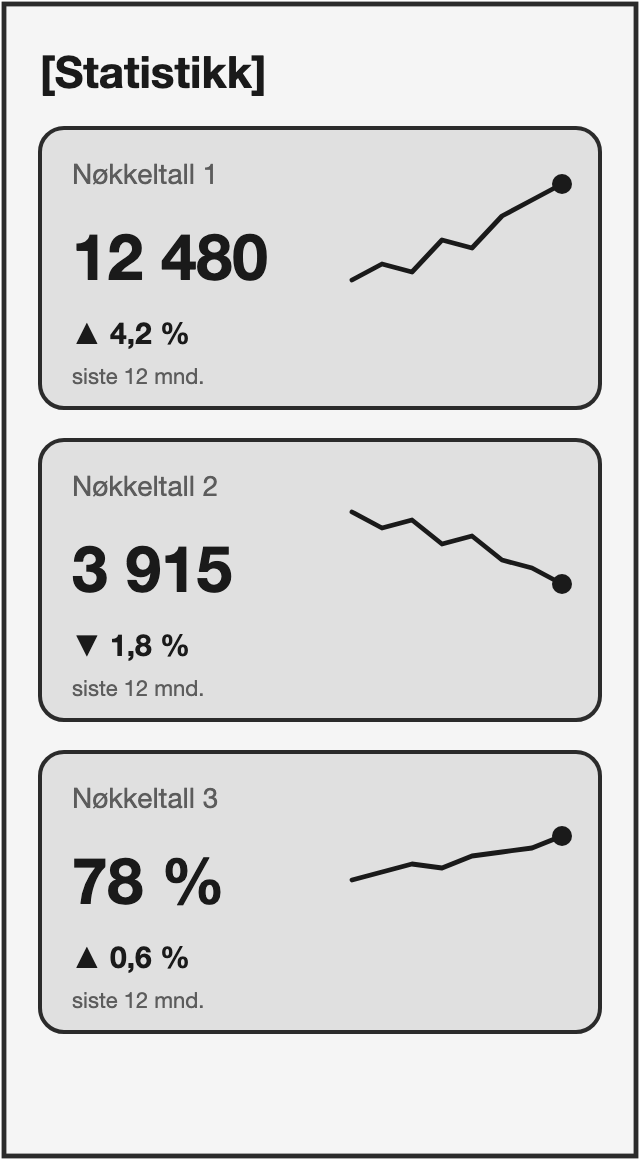 [Statistikk]
Nøkkeltall 1
12 480
▲ 4,2 %
siste 12 mnd.
Nøkkeltall 2
3 915
▼ 1,8 %
siste 12 mnd.
Nøkkeltall 3
78 %
▲ 0,6 %
siste 12 mnd.